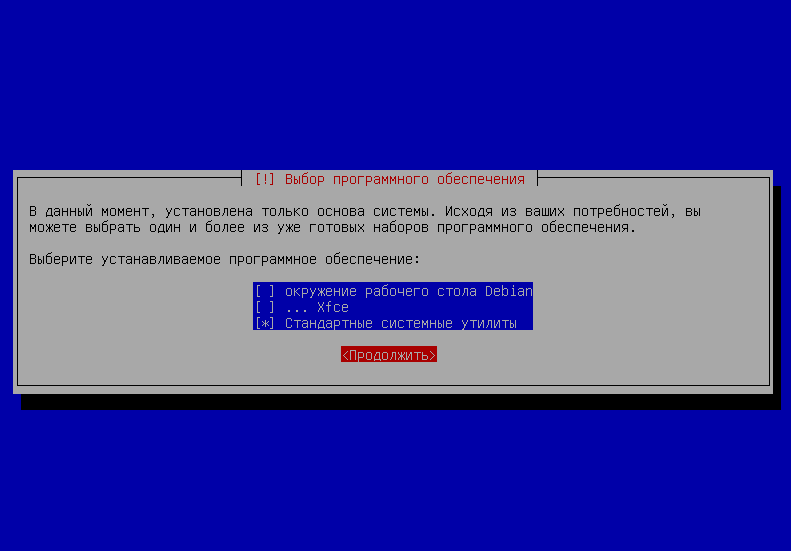 [!] Выбор программного обеспечения
В данный момент, установлена только основа системы. Исходя из ваших потребностей, вы
можете выбрать один и более из уже готовых наборов программного обеспечения.
Выберите устанавливаемое программное обеспечение:
[ ] окружение рабочего стола Debian
[ ] ... Xfce
[*] Стандартные системные утилиты
<Продолжить>